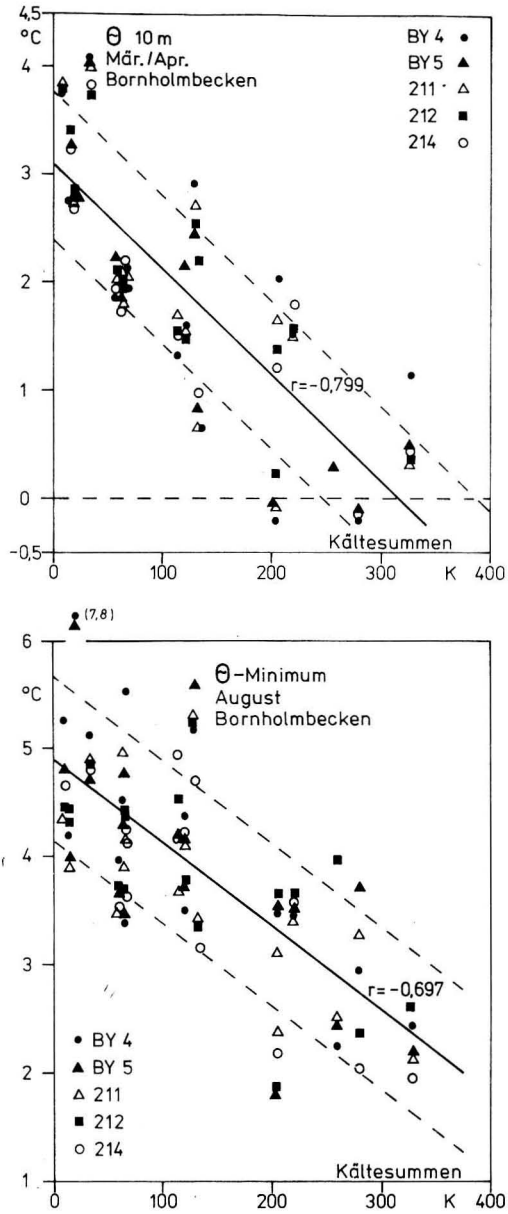 4,5
°C
Θ 10 m
Mär./Apr.
Bornholmbecken
BY 4
BY 5
211
212
214
4
3
2
1
0
-0,5
r=-0,799
Kältesummen
0 100 200 300 K 400
(7,8)
6
°C
5
4
3
2
1
Θ-Minimum
August
Bornholmbecken
r=-0,697
BY 4
BY 5
211
212
214
Kältesummen
0 100 200 300 K 400